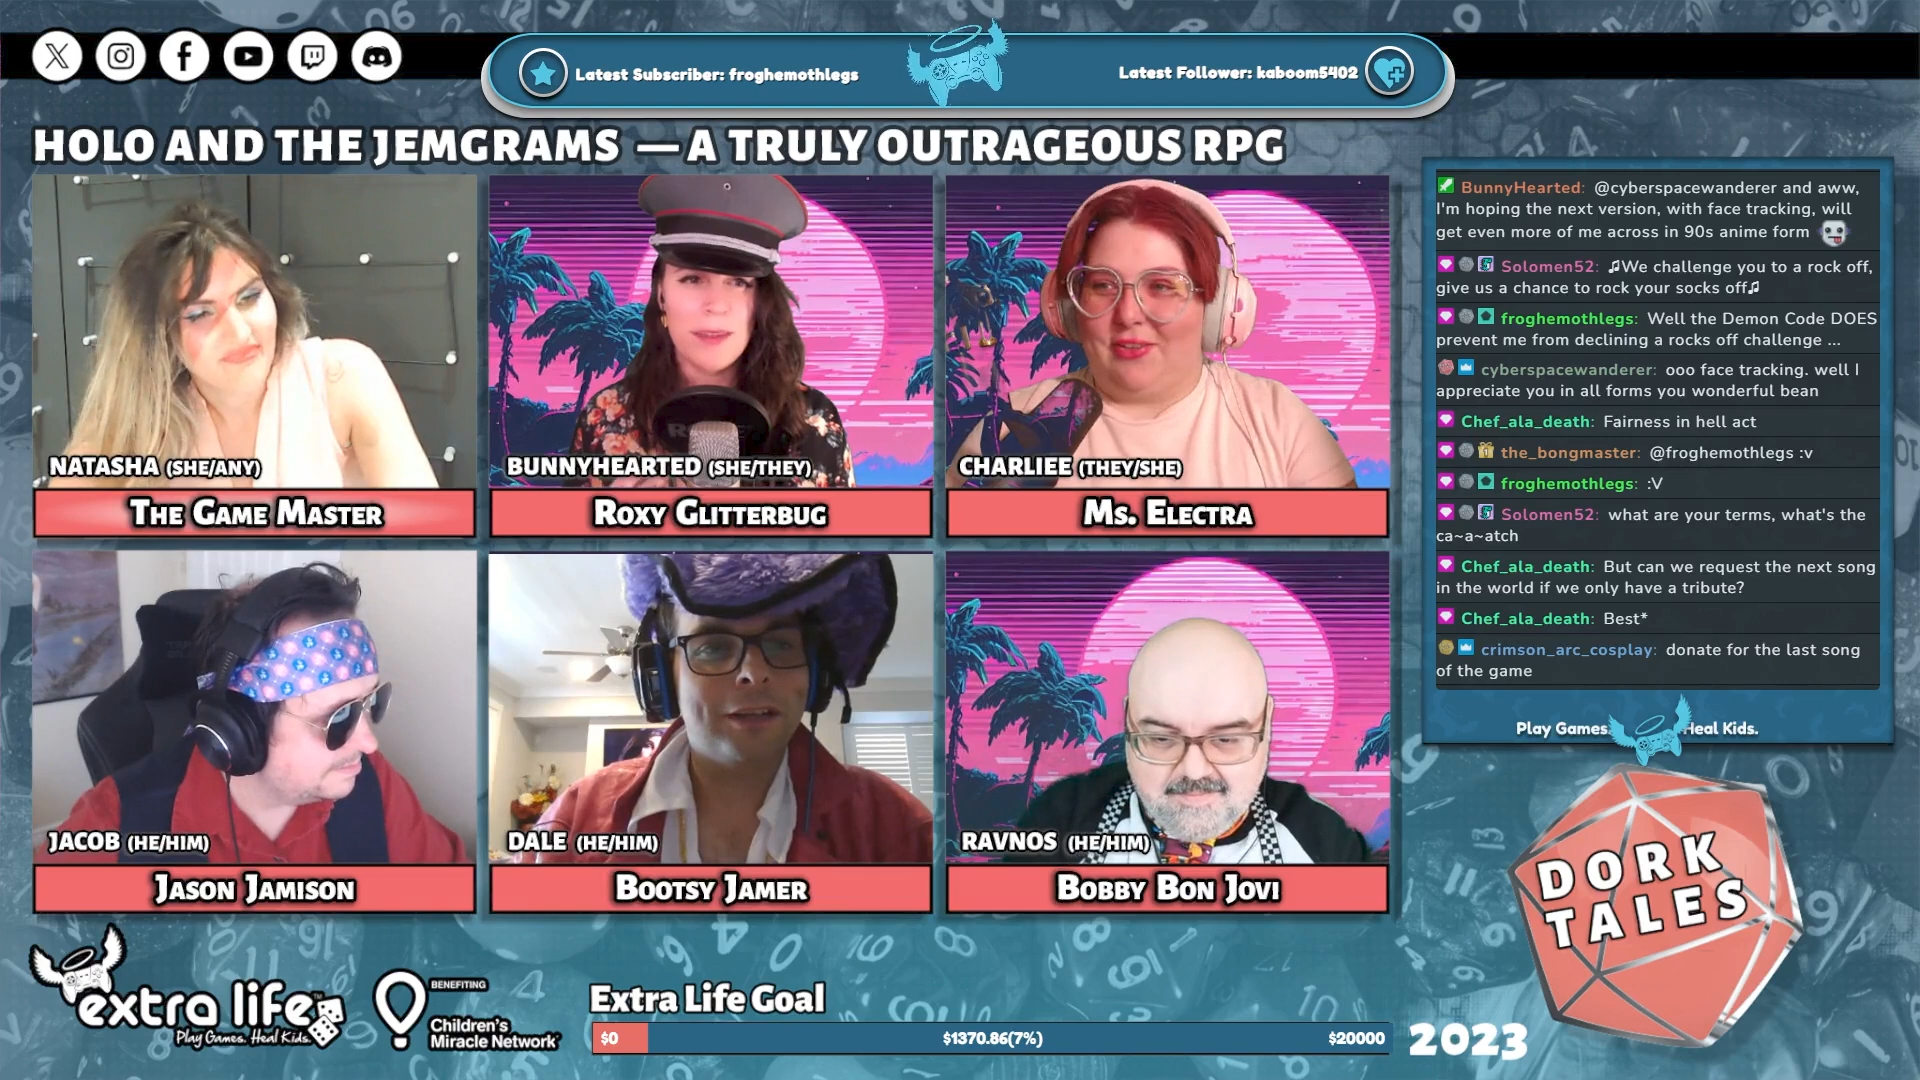 Latest Subscriber: froghemothlegs
Latest Follower: kaboom5402
HOLO AND THE JEMGRAMS — A TRULY OUTRAGEOUS RPG
NATASHA (SHE/ANY)
THE GAME MASTER
BUNNYHEARTED (SHE/THEY)
ROXY GLITTERBUG
CHARLIEE (THEY/SHE)
MS. ELECTRA
JACOB (HE/HIM)
JASON JAMISON
DALE (HE/HIM)
BOOTSY JAMER
RAVNOS (HE/HIM)
BOBBY BON JOVI
BunnyHearted: @cyberspacewanderer and aww,
I'm hoping the next version, with face tracking, will
get even more of me across in 90s anime form
Solomen52: ♫We challenge you to a rock off,
give us a chance to rock your socks off♫
froghemothlegs: Well the Demon Code DOES
prevent me from declining a rocks off challenge ...
cyberspacewanderer: ooo face tracking. well I
appreciate you in all forms you wonderful bean
Chef_ala_death: Fairness in hell act
the_bongmaster: @froghemothlegs :v
froghemothlegs: :V
Solomen52: what are your terms, what's the
ca~a~atch
Chef_ala_death: But can we request the next song
in the world if we only have a tribute?
Chef_ala_death: Best*
crimson_arc_cosplay: donate for the last song
of the game
Play Games. Heal Kids.
DORK
TALES
extra life™
Play Games. Heal Kids.
BENEFITING
Children's
Miracle Network
Extra Life Goal
$0 $1370.86(7%) $20000
2023